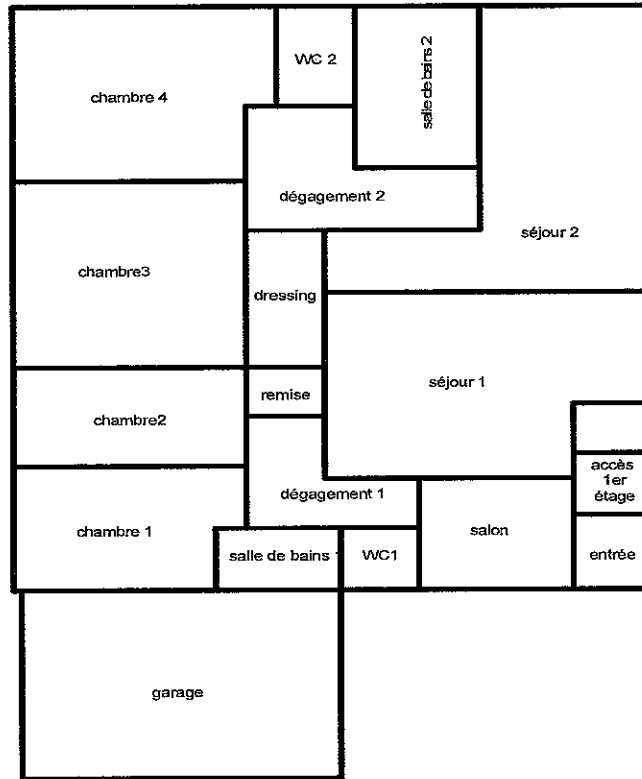 WC 2
salle de bains 2
chambre 4
dégagement 2
séjour 2
chambre3
dressing
séjour 1
remise
chambre2
accès
1er
étage
dégagement 1
chambre 1
salon
salle de bains 1
WC1
entrée
garage